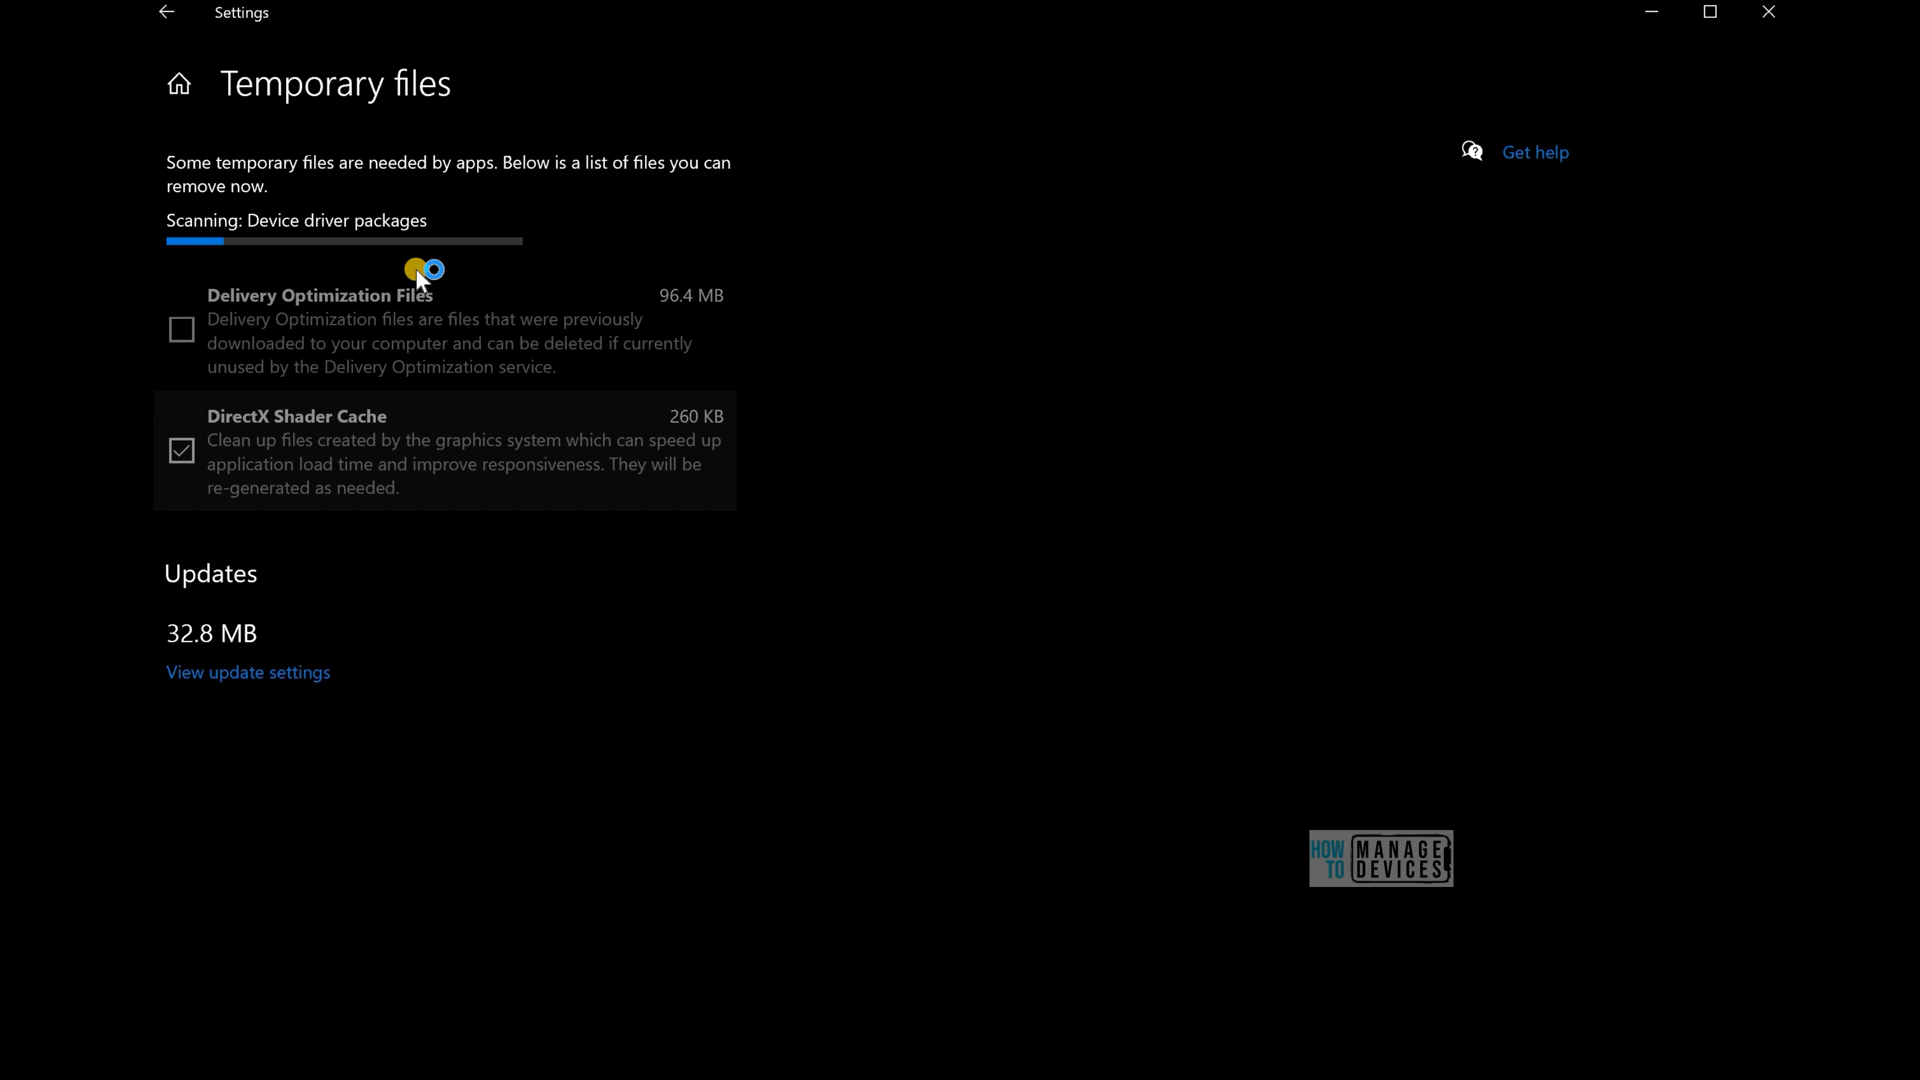 Settings
Temporary files
Some temporary files are needed by apps. Below is a list of files you can
remove now.
Get help
Scanning: Device driver packages
Delivery Optimization Files 96.4 MB
Delivery Optimization files are files that were previously
downloaded to your computer and can be deleted if currently
unused by the Delivery Optimization service.
DirectX Shader Cache 260 KB
Clean up files created by the graphics system which can speed up
application load time and improve responsiveness. They will be
re-generated as needed.
Updates
32.8 MB
View update settings
HOW TO MANAGE DEVICES